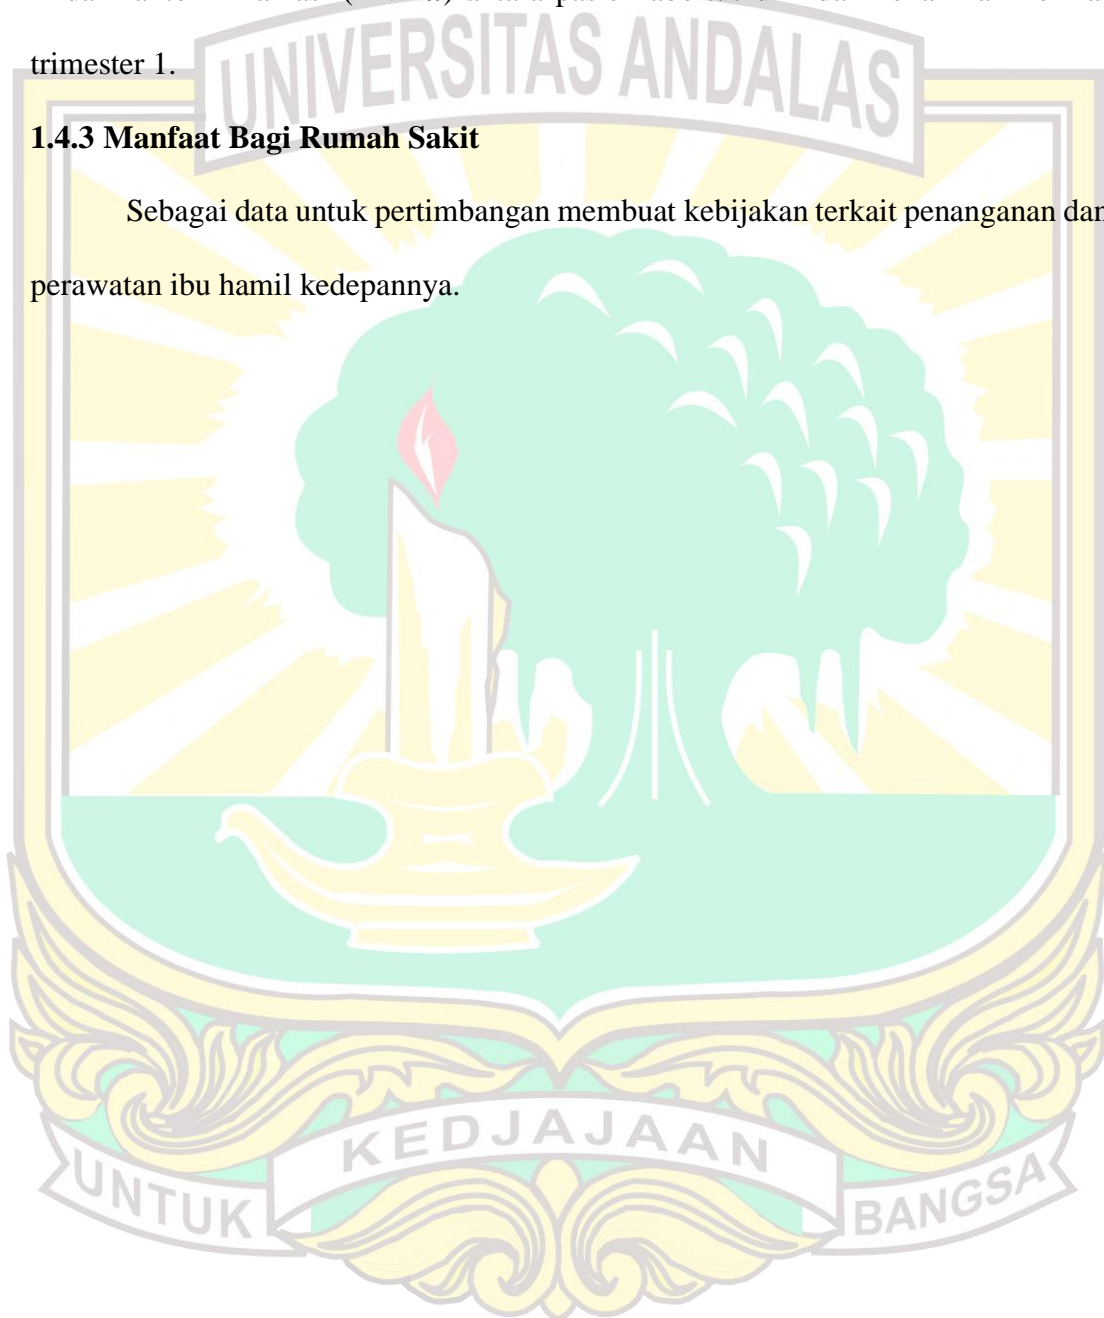 trimester 1.
UNIVERSITAS ANDALAS
1.4.3 Manfaat Bagi Rumah Sakit
Sebagai data untuk pertimbangan membuat kebijakan terkait penanganan dan
perawatan ibu hamil kedepannya.
UNTUK KEDJAJAAN BANGSA